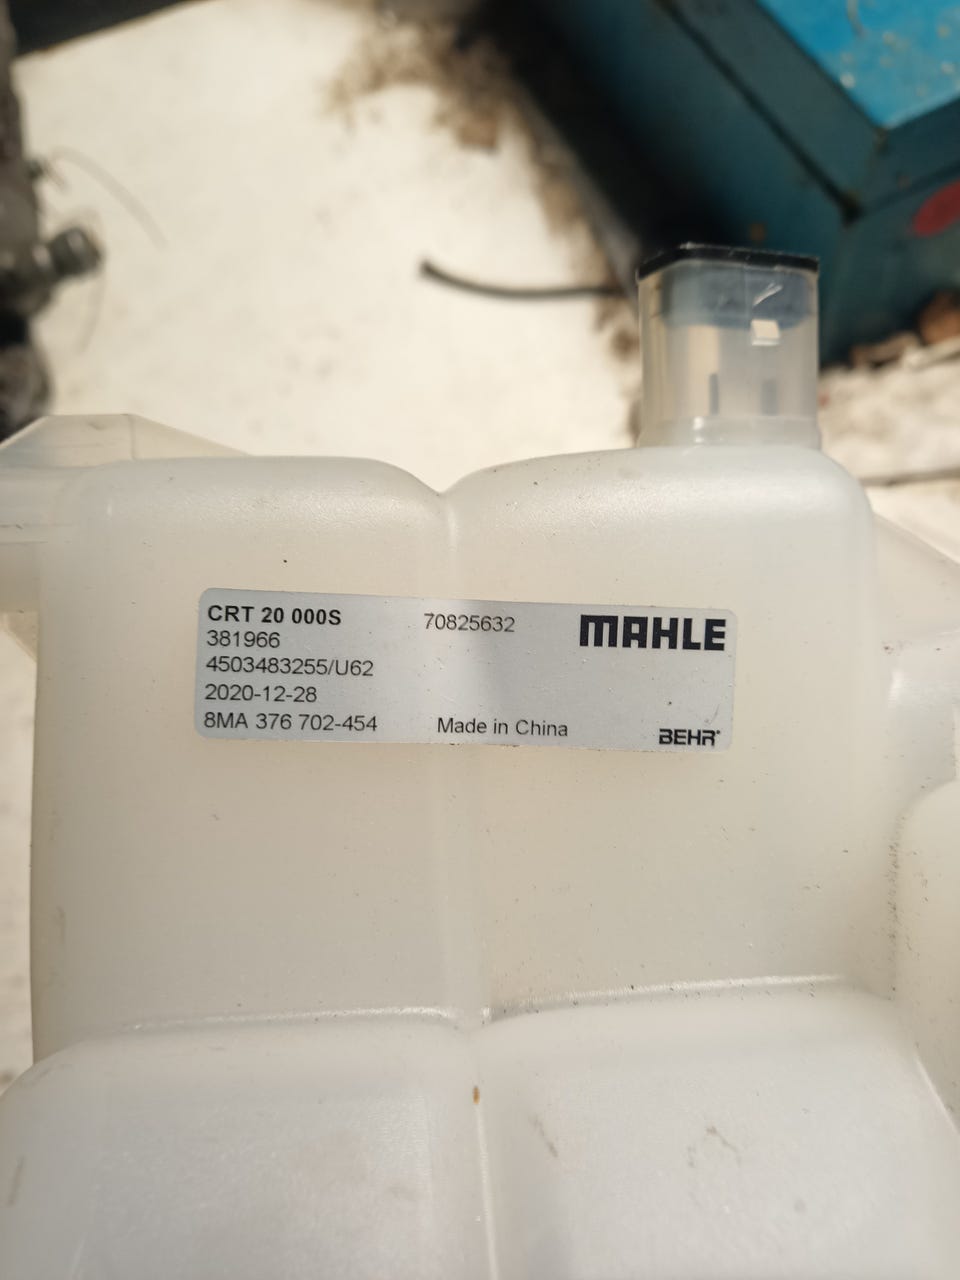 CRT 20 000S
70825632
MAHLE
381966
4503483255/U62
2020-12-28
8MA 376 702-454
Made in China
BEHR